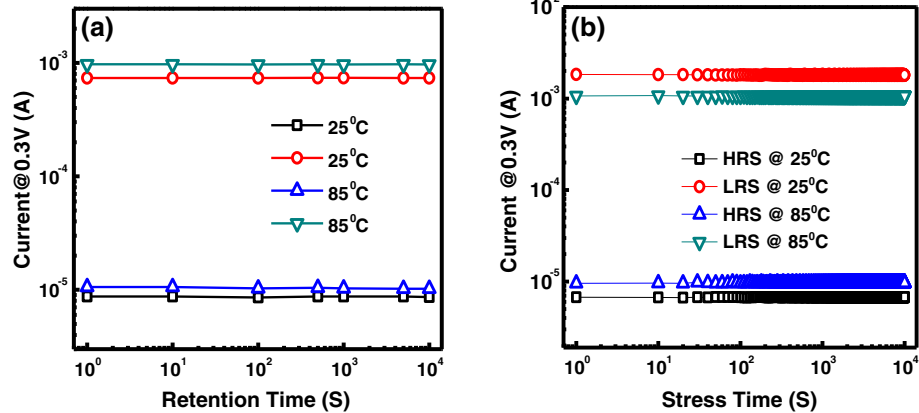 (a)
Current@0.3V (A)
10⁻³
10⁻⁴
10⁻⁵
25⁰C
25⁰C
85⁰C
85⁰C
10⁰ 10¹ 10² 10³ 10⁴
Retention Time (S)
(b)
Current @0.3V (A)
10⁻²
10⁻³
10⁻⁴
10⁻⁵
HRS @ 25⁰C
LRS @ 25⁰C
HRS @ 85⁰C
LRS @ 85⁰C
10⁰ 10¹ 10² 10³ 10⁴
Stress Time (S)